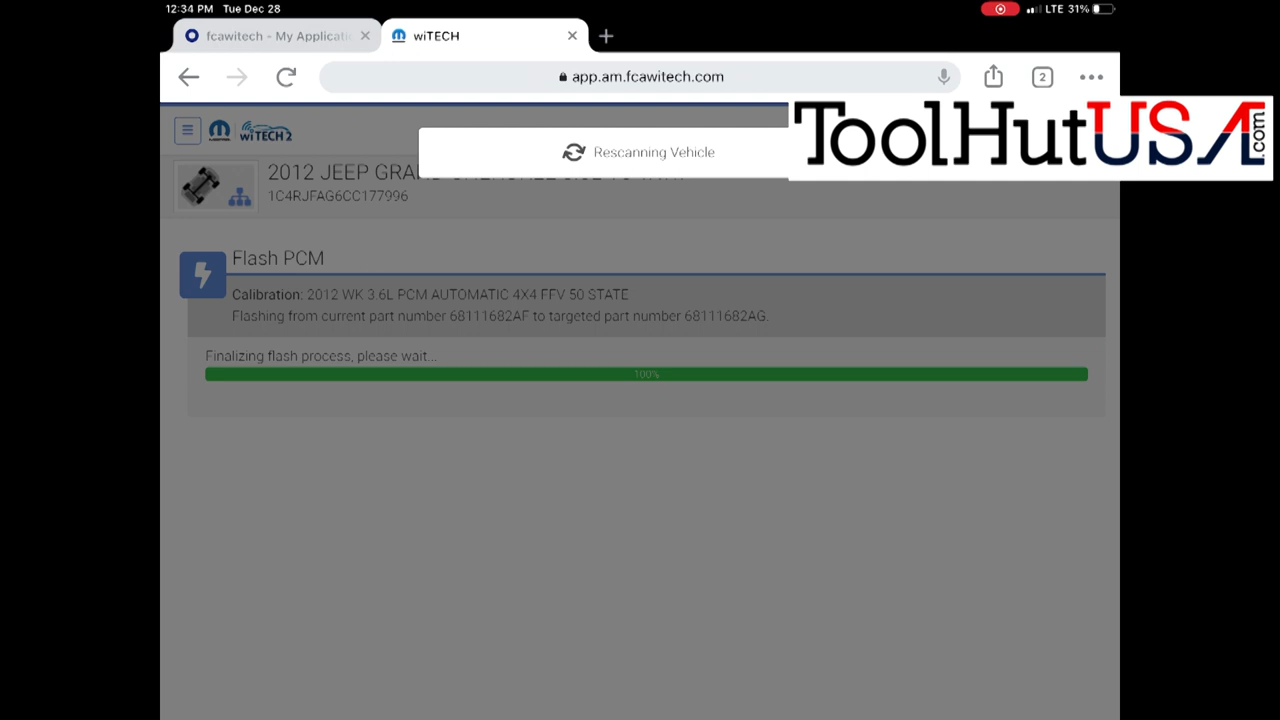 12:34 PM Tue Dec 28
LTE 31%
fcawitech - My Applicati
wiTECH
app.am.fcawitech.com
2
ToolHutUSA.com
wiTECH 2
Rescanning Vehicle
2012 JEEP GRAND CHEROKEE
1C4RJFAG6CC177996
Flash PCM
Calibration: 2012 WK 3.6L PCM AUTOMATIC 4X4 FFV 50 STATE
Flashing from current part number 68111682AF to targeted part number 68111682AG.
Finalizing flash process, please wait...
100%